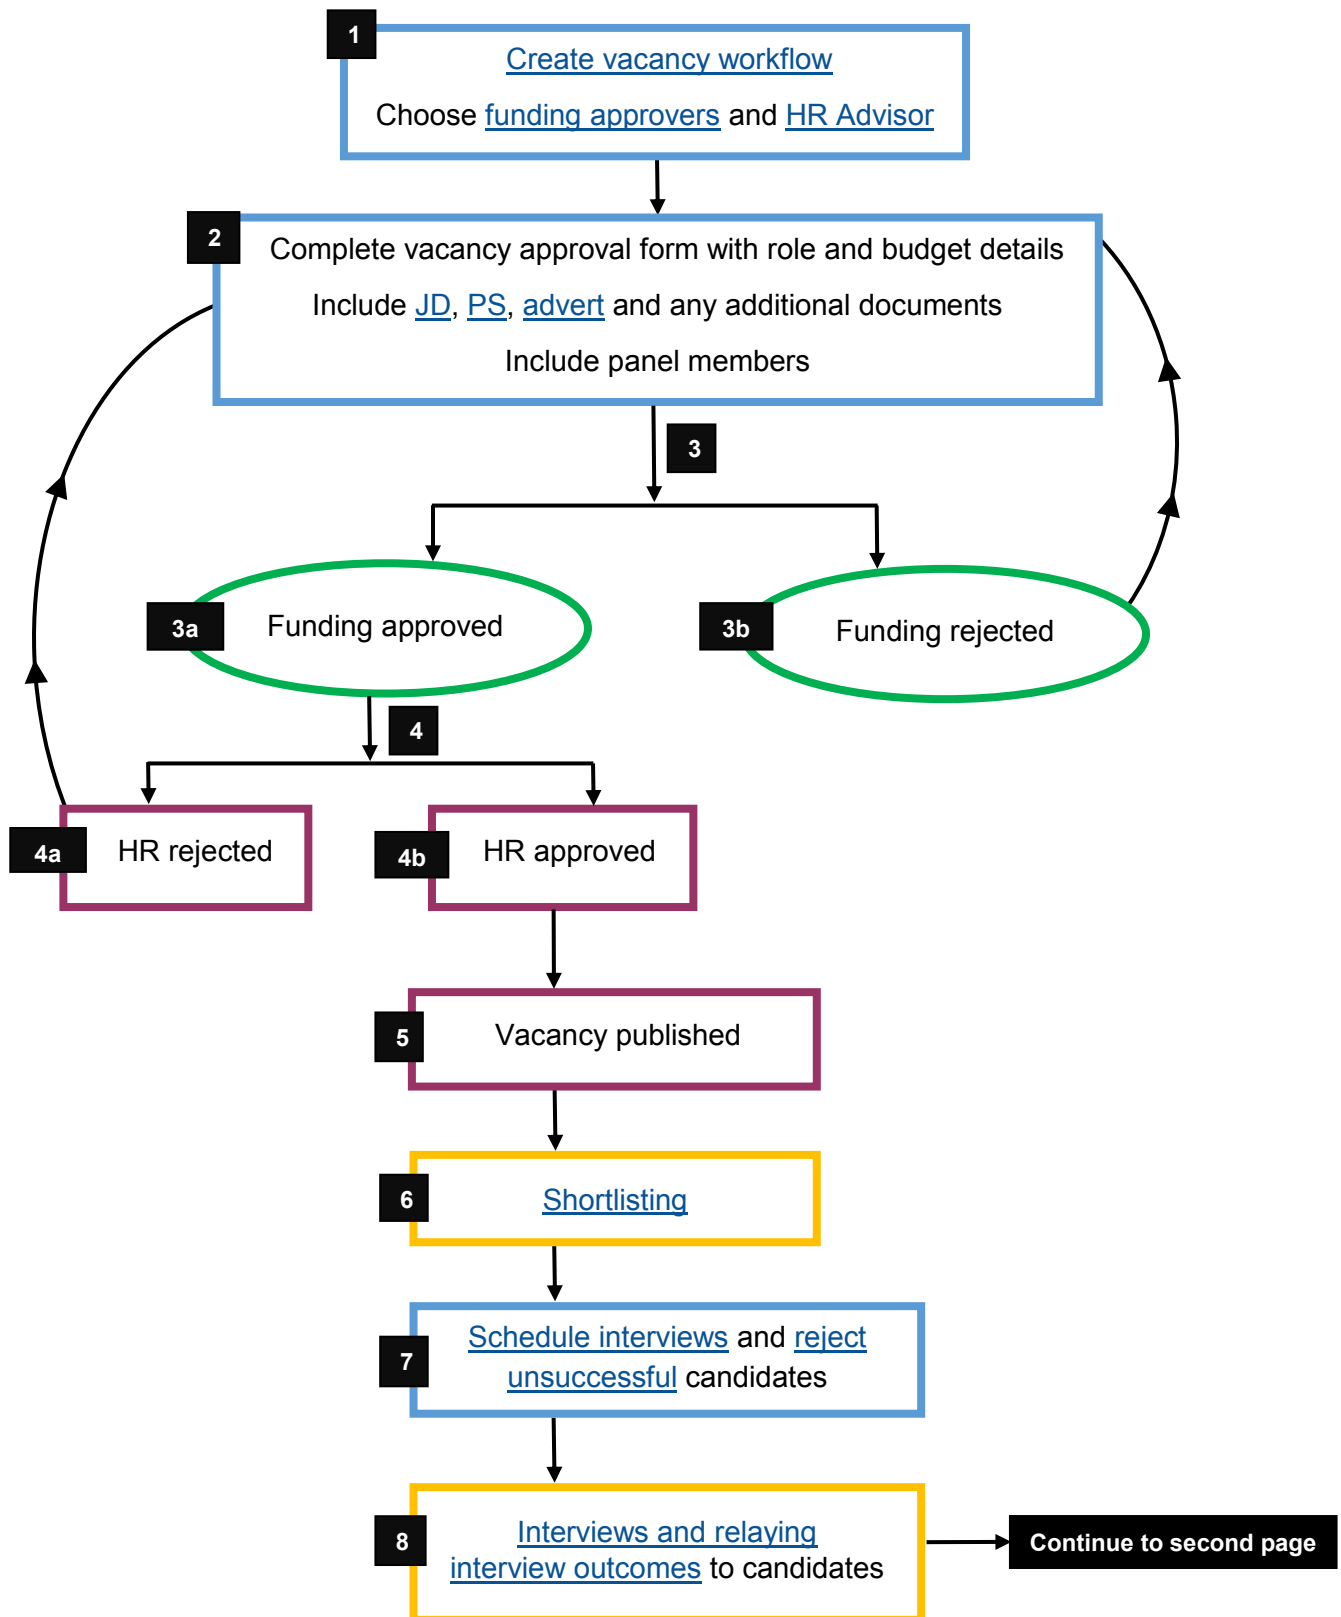 1
Create vacancy workflow
Choose funding approvers and HR Advisor
2
Complete vacancy approval form with role and budget details
Include JD, PS, advert and any additional documents
Include panel members
3
3a
Funding approved
3b
Funding rejected
4
4a
HR rejected
4b
HR approved
5
Vacancy published
6
Shortlisting
7
Schedule interviews and reject
unsuccessful candidates
8
Interviews and relaying
interview outcomes to candidates
Continue to second page